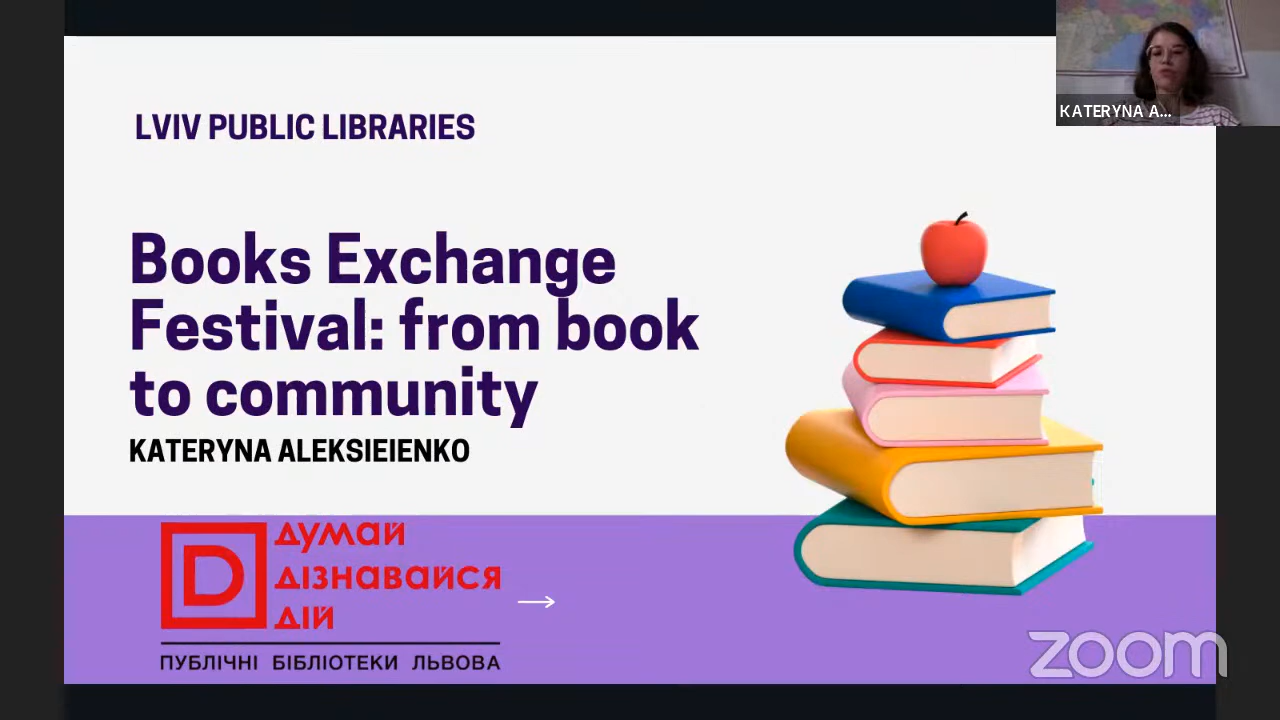 LVIV PUBLIC LIBRARIES
KATERYNA A...
Books Exchange
Festival: from book
to community
KATERYNA ALEKSIEIENKO
D
думай
дізнавайся
дій
ПУБЛІЧНІ БІБЛІОТЕКИ ЛЬВОВА
zoom